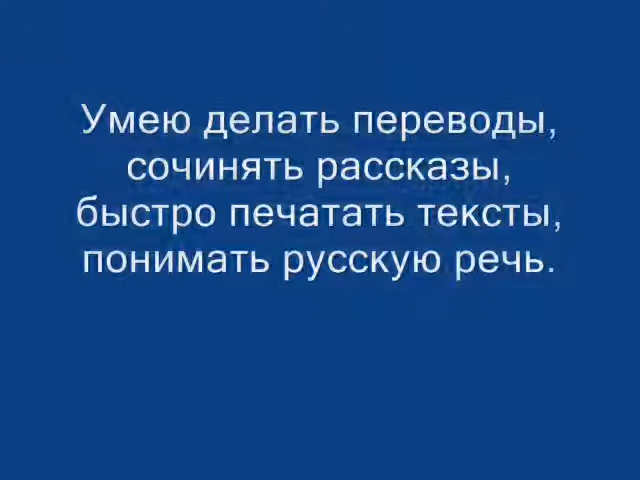 Умею делать переводы,
сочинять рассказы,
быстро печатать тексты,
понимать русскую речь.